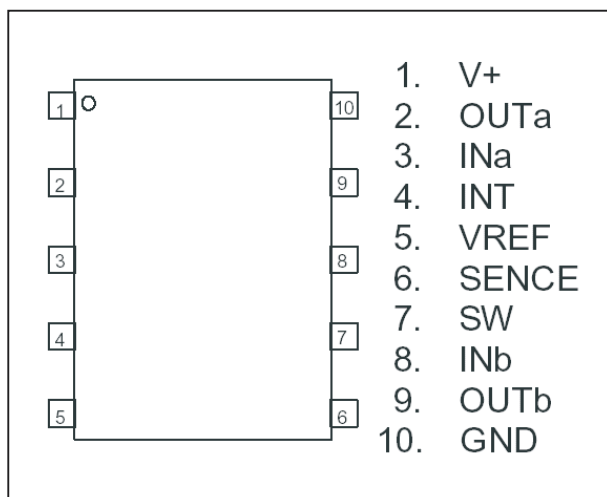 1
10
2
9
3
8
4
7
5
6
1. V+
2. OUTa
3. INa
4. INT
5. VREF
6. SENCE
7. SW
8. INb
9. OUTb
10. GND